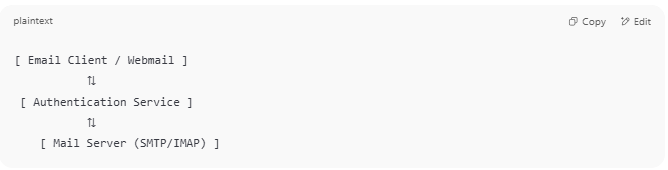 plaintext
Copy Edit
[ Email Client / Webmail ]
⇅
[ Authentication Service ]
⇅
[ Mail Server (SMTP/IMAP) ]